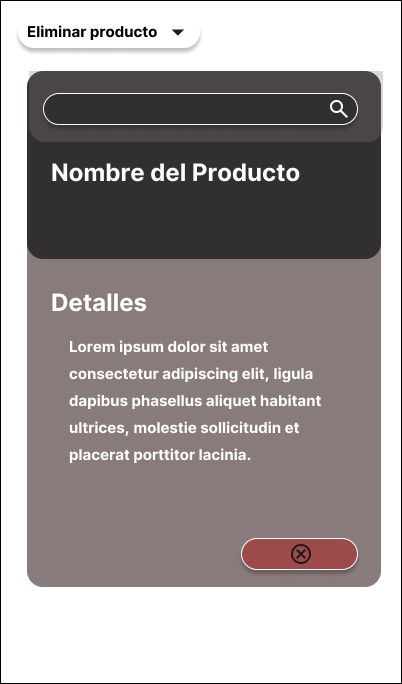 Eliminar producto
Nombre del Producto
Detalles
Lorem ipsum dolor sit amet
consectetur adipiscing elit, ligula
dapibus phasellus aliquet habitant
ultrices, molestie sollicitudin et
placerat porttitor lacinia.